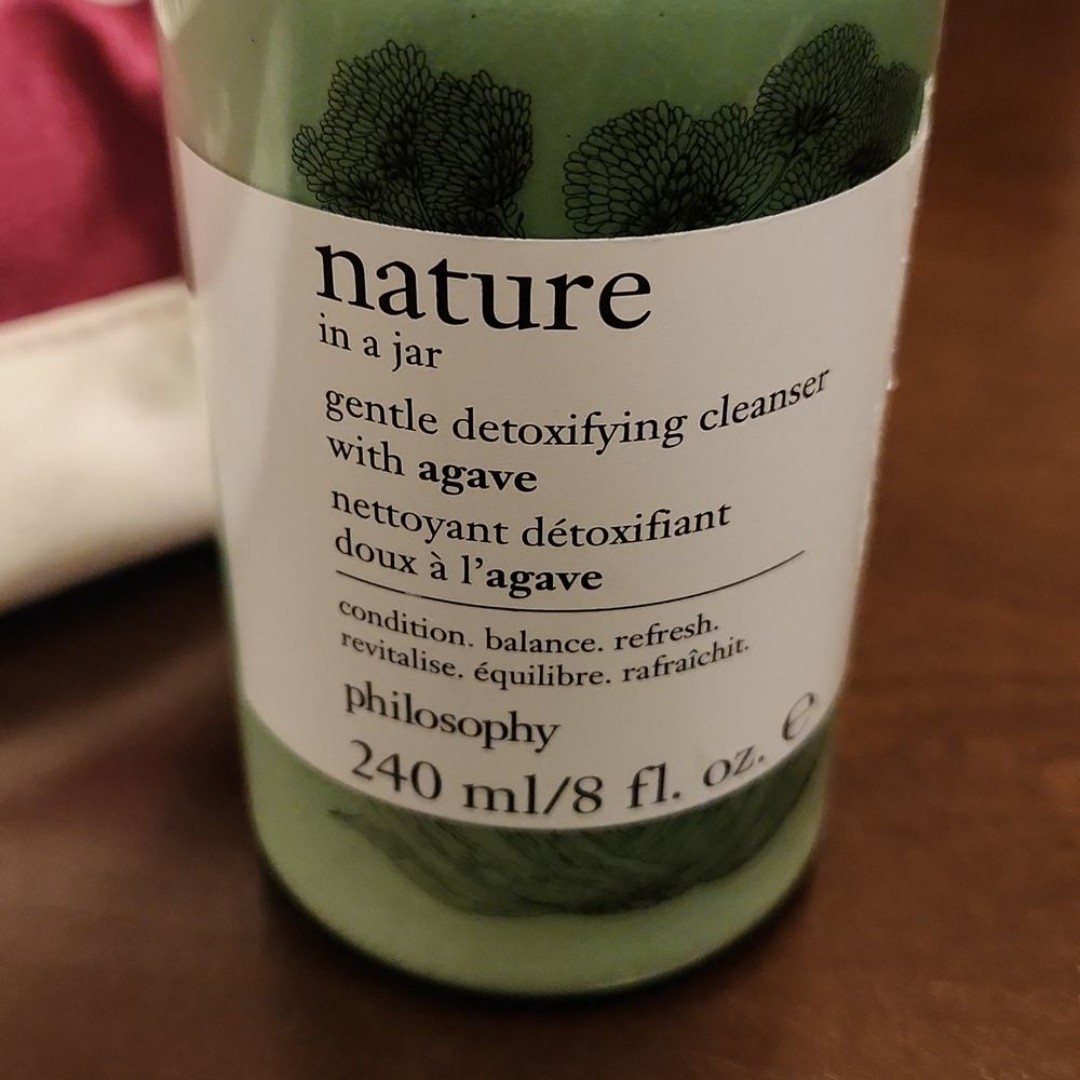 nature
in a jar
gentle detoxifying cleanser
with agave
nettoyant détoxifiant
doux à l'agave
condition. balance. refresh.
revitalise. équilibre. rafraîchit.
philosophy
240 ml/8 fl. oz. ℮